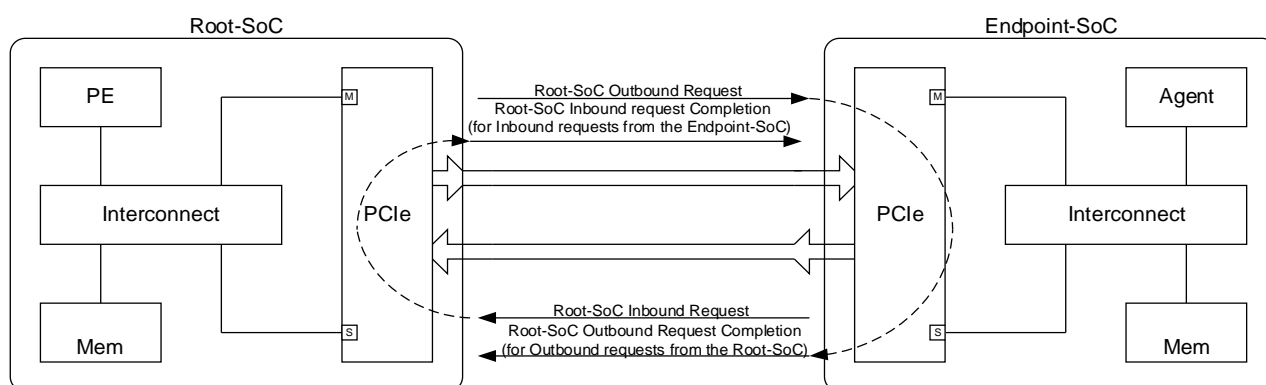 Root-SoC
Endpoint-SoC
PE
M
Root-SoC Outbound Request
Root-SoC Inbound request Completion
(for Inbound requests from the Endpoint-SoC)
M
Agent
Interconnect
PCIe
PCIe
Interconnect
Root-SoC Inbound Request
Root-SoC Outbound Request Completion
(for Outbound requests from the Root-SoC)
Mem
S
S
Mem